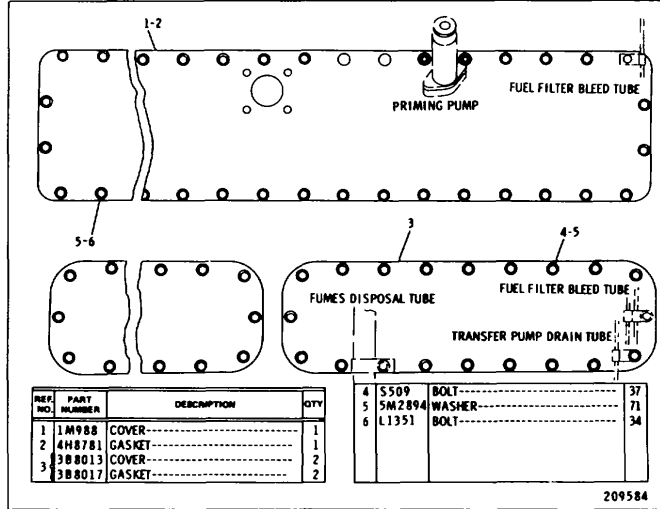 1-2
FUEL FILTER BLEED TUBE
PRIMING PUMP
5-6
3
4-5
FUMES DISPOSAL TUBE
FUEL FILTER BLEED TUBE
TRANSFER PUMP DRAIN TUBE
REF. NO. PART NUMBER DESCRIPTION QTY
1 1M988 COVER 1
2 4H8781 GASKET 1
3 3B8013 COVER 2
3B8017 GASKET 2
4 S509 BOLT 37
5 5M2894 WASHER 71
6 L1351 BOLT 34
209584